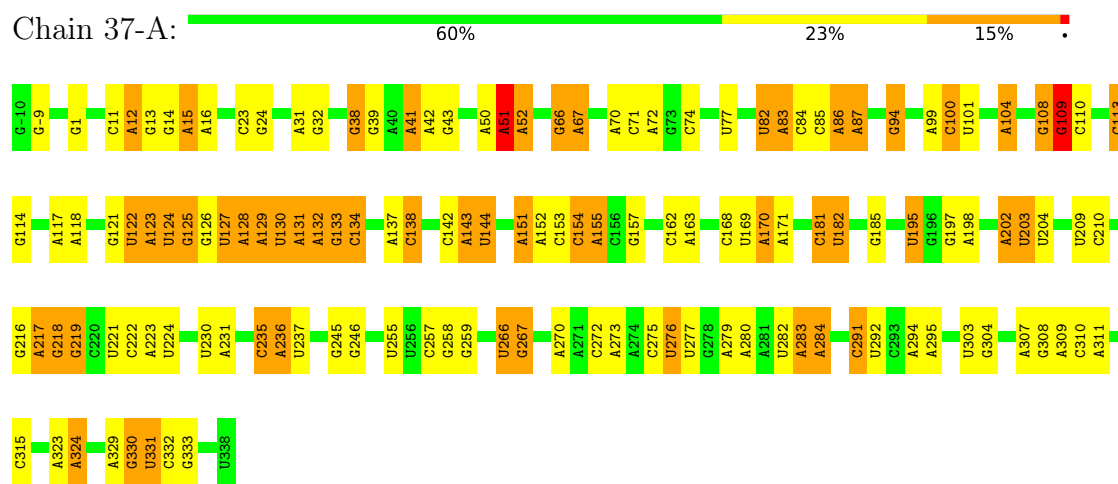 Chain 37-A:
60% 23% 15% •
G-10 G-9 G1 C11 A12 G13 G14 A15 A16 C23 G24 A31 G32 G38 G39 A40 A41 A42 G43 A50 A51 A52 G66 A67 A70 C71 A72 G73 C74 U77 U82 A83 C84 C85 A86 A87 G94 A99 C100 U101 A104 G108 G109 C110 G113
G114 A117 A118 G121 U122 A123 U124 G125 G126 U127 A128 A129 U130 A131 A132 G133 C134 A137 C138 C142 A143 U144 A151 A152 C153 C154 A155 C156 G157 C162 A163 C168 U169 A170 A171 C181 U182 G185 U195 G196 G197 A198 A202 U203 U204 U209 C210
G216 A217 G218 G219 C220 U221 C222 A223 U224 U230 A231 C235 A236 U237 G245 G246 U255 U256 C257 G258 G259 U266 G267 A270 A271 C272 A273 A274 C275 U276 U277 G278 A279 A280 A281 U282 A283 A284 C291 U292 C293 A294 A295 U303 G304 A307 G308 A309 C310 A311
C315 A323 A324 A329 G330 U331 C332 G333 U338